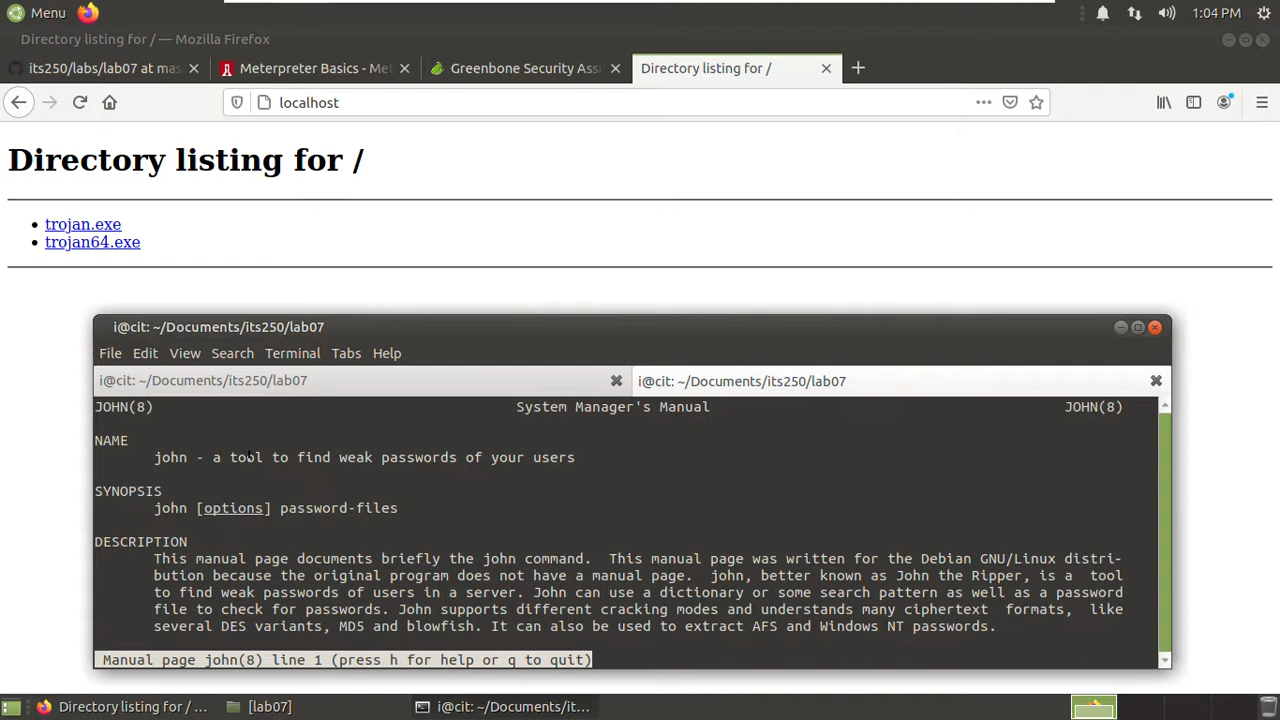 Menu
1:04 PM
Directory listing for / — Mozilla Firefox
its250/labs/lab07 at mas
Meterpreter Basics - Met
Greenbone Security Assi
Directory listing for /
localhost
Directory listing for /
• trojan.exe
• trojan64.exe
i@cit: ~/Documents/its250/lab07
File Edit View Search Terminal Tabs Help
i@cit: ~/Documents/its250/lab07
i@cit: ~/Documents/its250/lab07
JOHN(8) System Manager's Manual JOHN(8)
NAME
john - a tool to find weak passwords of your users
SYNOPSIS
john [options] password-files
DESCRIPTION
This manual page documents briefly the john command. This manual page was written for the Debian GNU/Linux distri-
bution because the original program does not have a manual page. john, better known as John the Ripper, is a tool
to find weak passwords of users in a server. John can use a dictionary or some search pattern as well as a password
file to check for passwords. John supports different cracking modes and understands many ciphertext formats, like
several DES variants, MD5 and blowfish. It can also be used to extract AFS and Windows NT passwords.
Manual page john(8) line 1 (press h for help or q to quit)
Directory listing for / ...
[lab07]
i@cit: ~/Documents/it...